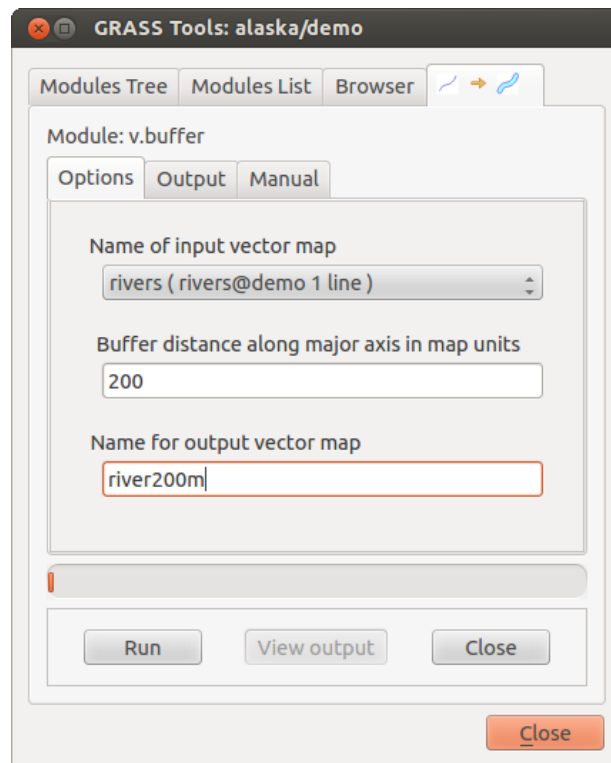 GRASS Tools: alaska/demo
Modules Tree Modules List Browser
Module: v.buffer
Options Output Manual
Name of input vector map
rivers ( rivers@demo 1 line )
Buffer distance along major axis in map units
200
Name for output vector map
river200m
Run View output Close
Close